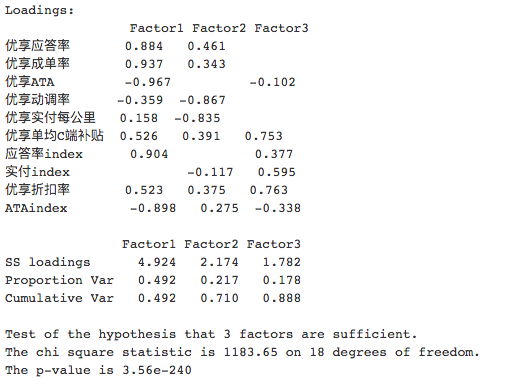 Loadings:
Factor1 Factor2 Factor3
优享应答率 0.884 0.461
优享成单率 0.937 0.343
优享ATA -0.967 -0.102
优享动调率 -0.359 -0.867
优享实付每公里 0.158 -0.835
优享单均C端补贴 0.526 0.391 0.753
应答率index 0.904 0.377
实付index -0.117 0.595
优享折扣率 0.523 0.375 0.763
ATAindex -0.898 0.275 -0.338
Factor1 Factor2 Factor3
SS loadings 4.924 2.174 1.782
Proportion Var 0.492 0.217 0.178
Cumulative Var 0.492 0.710 0.888
Test of the hypothesis that 3 factors are sufficient.
The chi square statistic is 1183.65 on 18 degrees of freedom.
The p-value is 3.56e-240